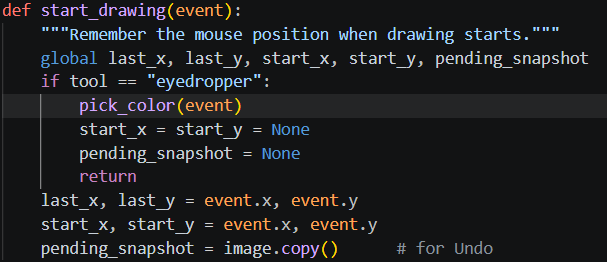 def start_drawing(event):
    """Remember the mouse position when drawing starts."""
    global last_x, last_y, start_x, start_y, pending_snapshot
    if tool == "eyedropper":
        pick_color(event)
        start_x = start_y = None
        pending_snapshot = None
        return
    last_x, last_y = event.x, event.y
    start_x, start_y = event.x, event.y
    pending_snapshot = image.copy()      # for Undo